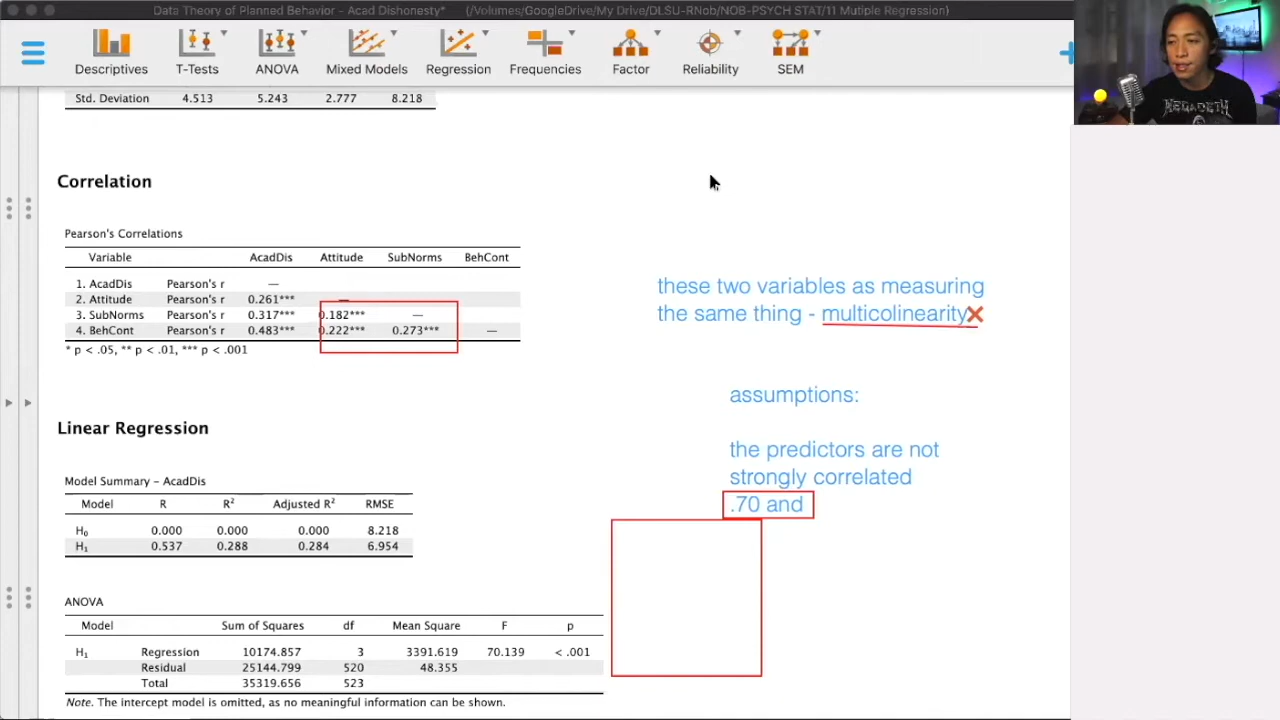 Data Theory of Planned Behavior - Acad Dishonesty* (/Volumes/GoogleDrive/My Drive/DLSU-RNob/NOB-PSYCH STAT/11 Mutiple Regression)
Descriptives T-Tests ANOVA Mixed Models Regression Frequencies Factor Reliability SEM
MEGADETH
Std. Deviation 4.513 5.243 2.777 8.218
Correlation
Pearson's Correlations
Variable AcadDis Attitude SubNorms BehCont
1. AcadDis Pearson's r —
2. Attitude Pearson's r 0.261*** —
3. SubNorms Pearson's r 0.317*** 0.182*** —
4. BehCont Pearson's r 0.483*** 0.222*** 0.273*** —
* p < .05, ** p < .01, *** p < .001
these two variables as measuring
the same thing - multicolinearity
assumptions:
the predictors are not
strongly correlated
.70 and
Linear Regression
Model Summary - AcadDis
Model R R² Adjusted R² RMSE
H₀ 0.000 0.000 0.000 8.218
H₁ 0.537 0.288 0.284 6.954
ANOVA
Model Sum of Squares df Mean Square F p
H₁ Regression 10174.857 3 3391.619 70.139 < .001
Residual 25144.799 520 48.355
Total 35319.656 523
Note. The intercept model is omitted, as no meaningful information can be shown.